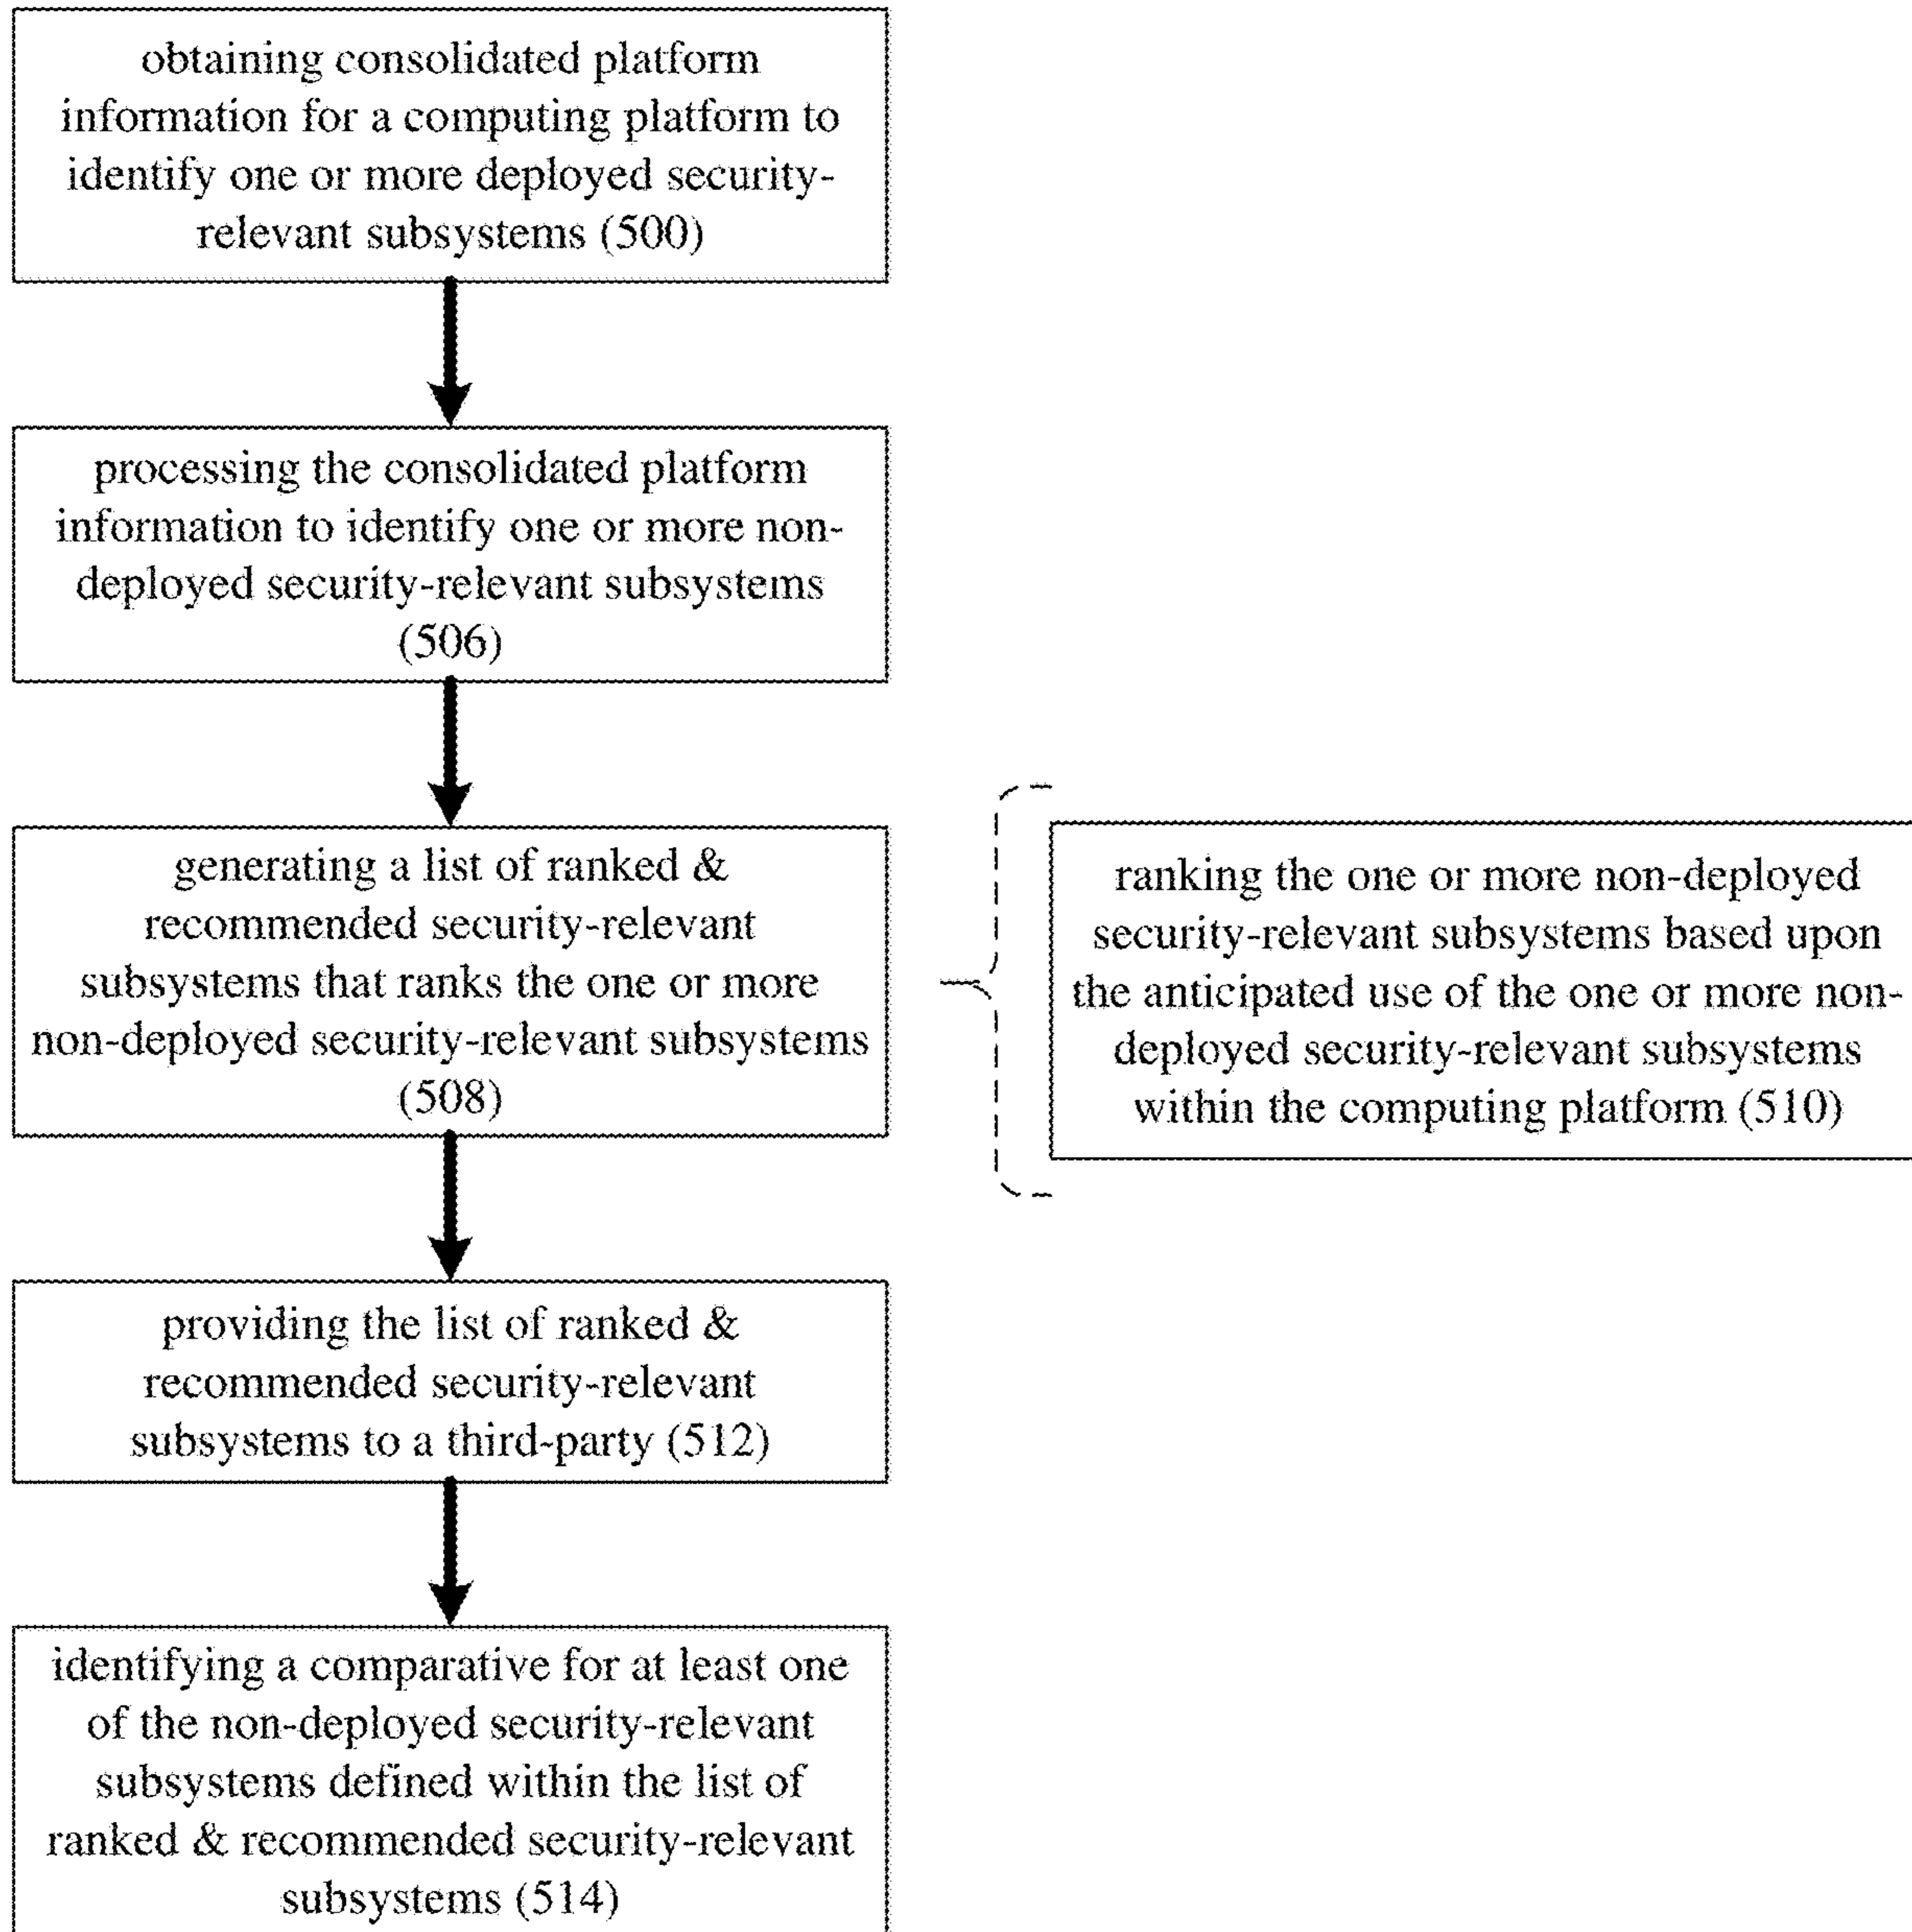 obtaining consolidated platform
information for a computing platform to
identify one or more deployed security-
relevant subsystems (500)
processing the consolidated platform
information to identify one or more non-
deployed security-relevant subsystems
(506)
generating a list of ranked &
recommended security-relevant
subsystems that ranks the one or more
non-deployed security-relevant subsystems
(508)
ranking the one or more non-deployed
security-relevant subsystems based upon
the anticipated use of the one or more non-
deployed security-relevant subsystems
within the computing platform (510)
providing the list of ranked &
recommended security-relevant
subsystems to a third-party (512)
identifying a comparative for at least one
of the non-deployed security-relevant
subsystems defined within the list of
ranked & recommended security-relevant
subsystems (514)